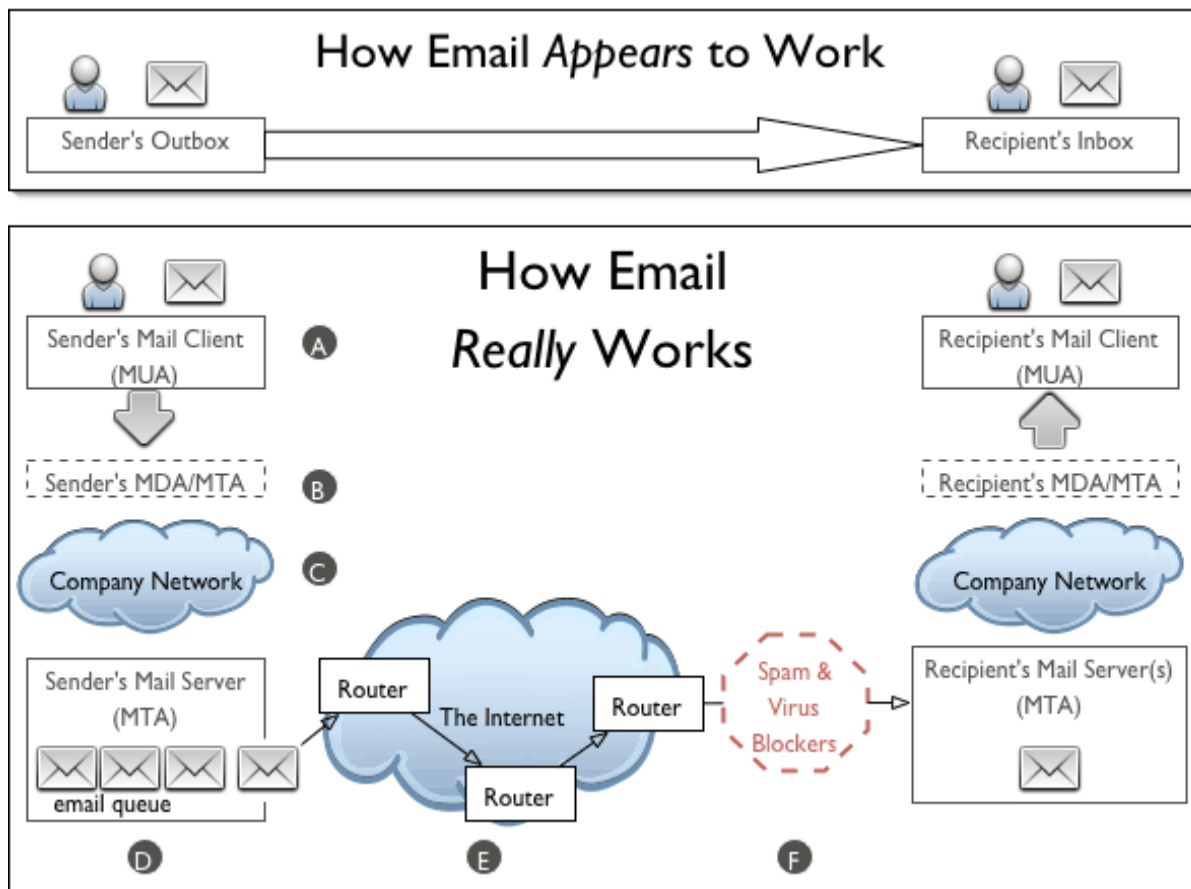 How Email Appears to Work
Sender's Outbox
Recipient's Inbox
How Email
Really Works
Sender's Mail Client
(MUA)
A
Recipient's Mail Client
(MUA)
Sender's MDA/MTA
B
Recipient's MDA/MTA
Company Network
C
Company Network
Sender's Mail Server
(MTA)
email queue
Router
The Internet
Router
Router
Spam &
Virus
Blockers
Recipient's Mail Server(s)
(MTA)
D
E
F